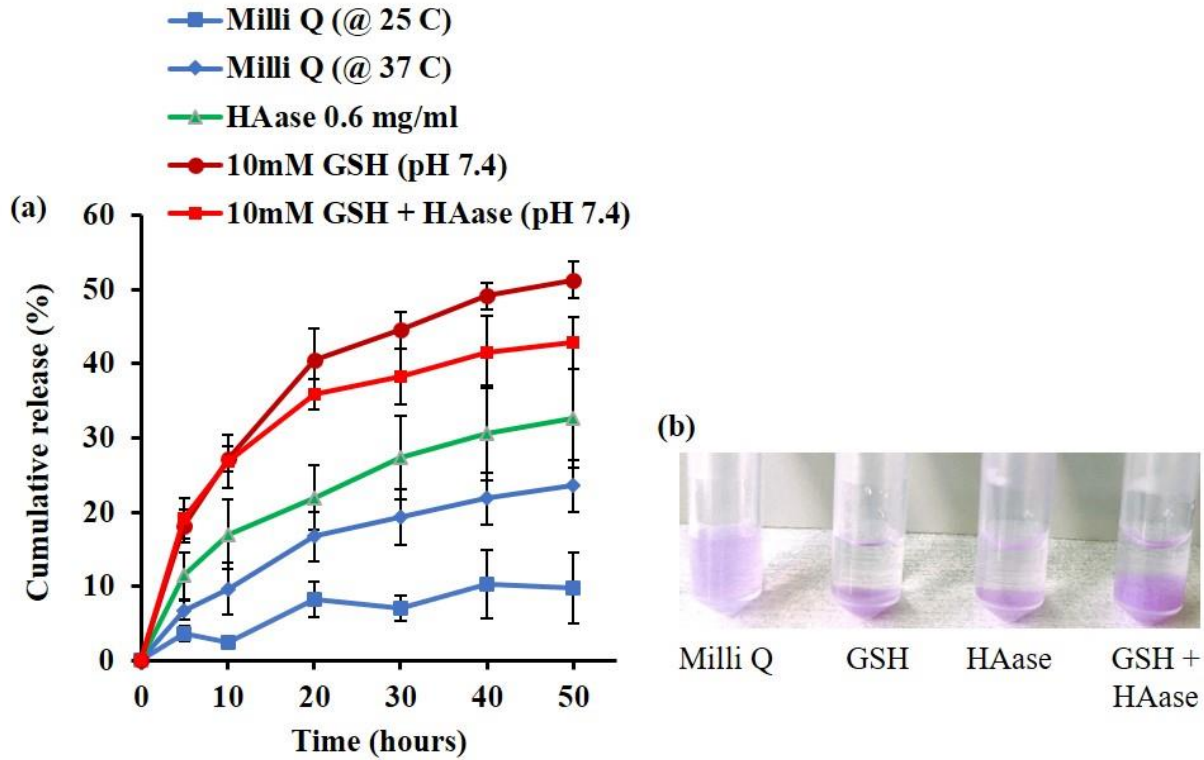 Milli Q (@ 25 C)
Milli Q (@ 37 C)
HAase 0.6 mg/ml
10mM GSH (pH 7.4)
10mM GSH + HAase (pH 7.4)
(a)
60
50
40
30
20
10
0
Cumulative release (%)
0 10 20 30 40 50
Time (hours)
(b)
Milli Q GSH HAase GSH +
HAase